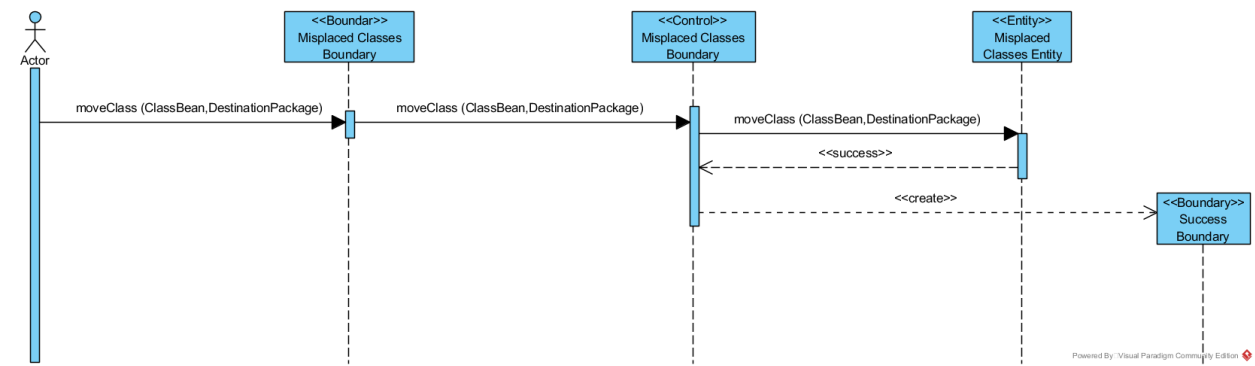 <<Boundar>>
Misplaced Classes
Boundary
<<Control>>
Misplaced Classes
Boundary
<<Entity>>
Misplaced
Classes Entity
Actor
moveClass (ClassBean,DestinationPackage)
moveClass (ClassBean,DestinationPackage)
moveClass (ClassBean,DestinationPackage)
<<success>>
<<create>>
<<Boundary>>
Success
Boundary
Powered By Visual Paradigm Community Edition